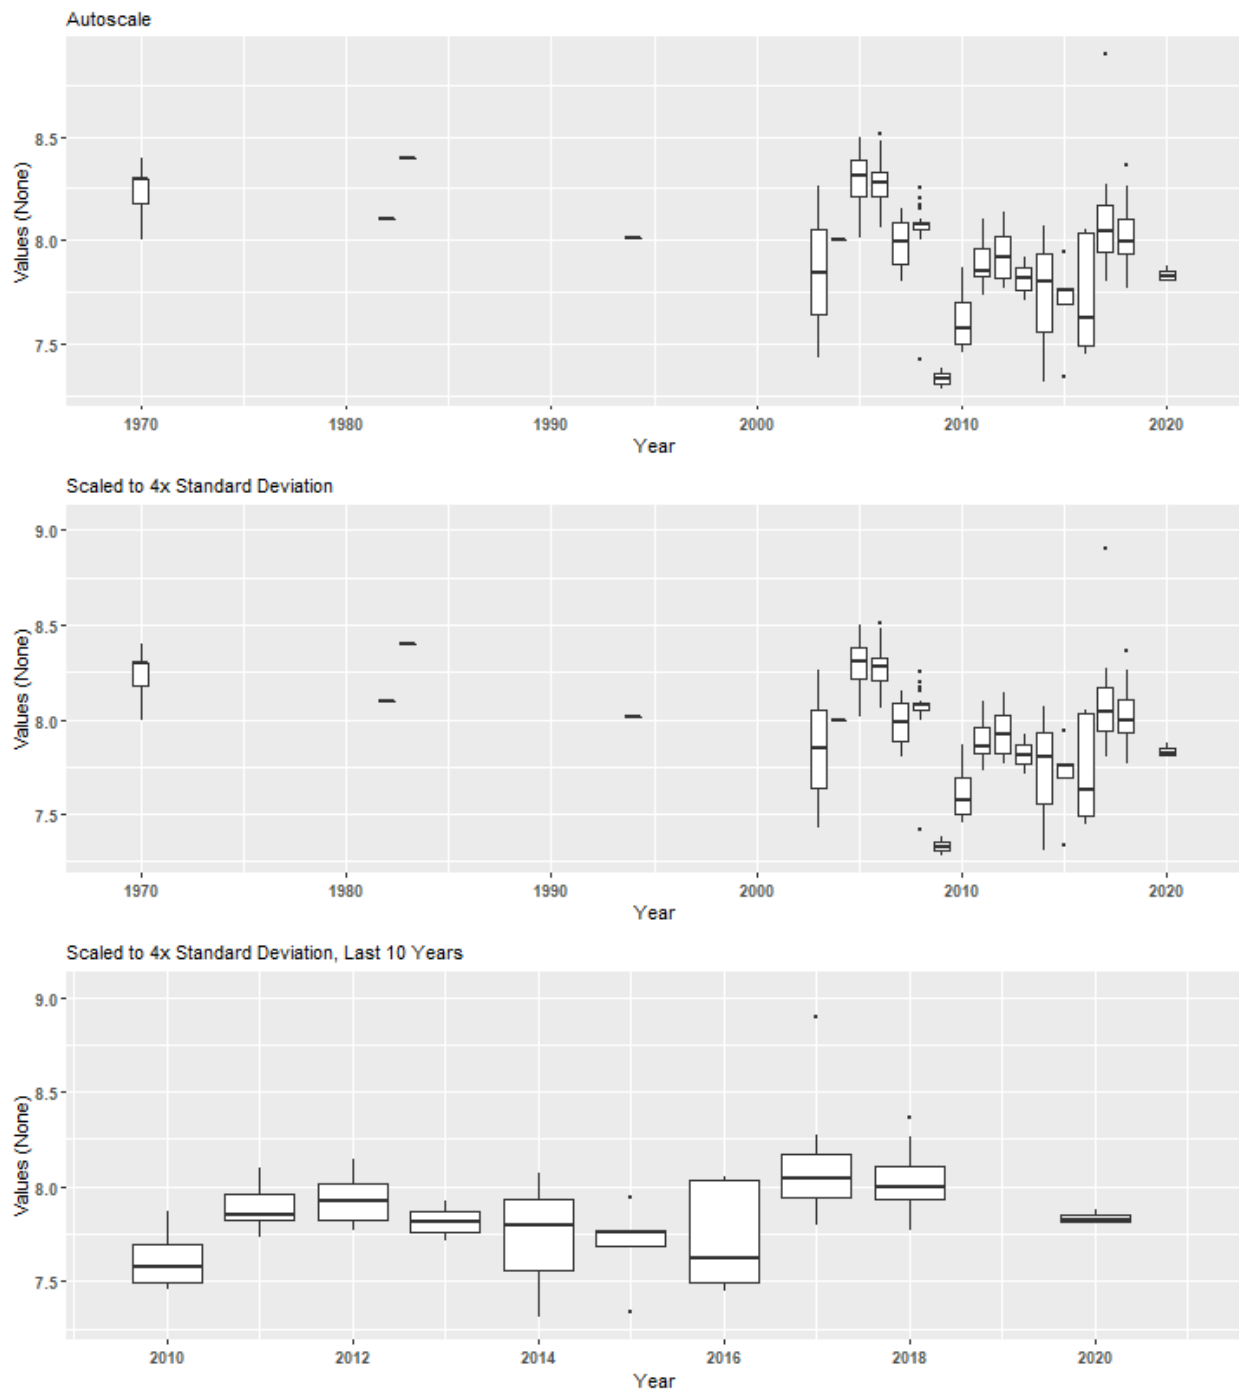 Autoscale
Values (None)
8.5
8.0
7.5
1970 1980 1990 2000 2010 2020
Year
Scaled to 4x Standard Deviation
Values (None)
9.0
8.5
8.0
7.5
1970 1980 1990 2000 2010 2020
Year
Scaled to 4x Standard Deviation, Last 10 Years
Values (None)
9.0
8.5
8.0
7.5
2010 2012 2014 2016 2018 2020
Year